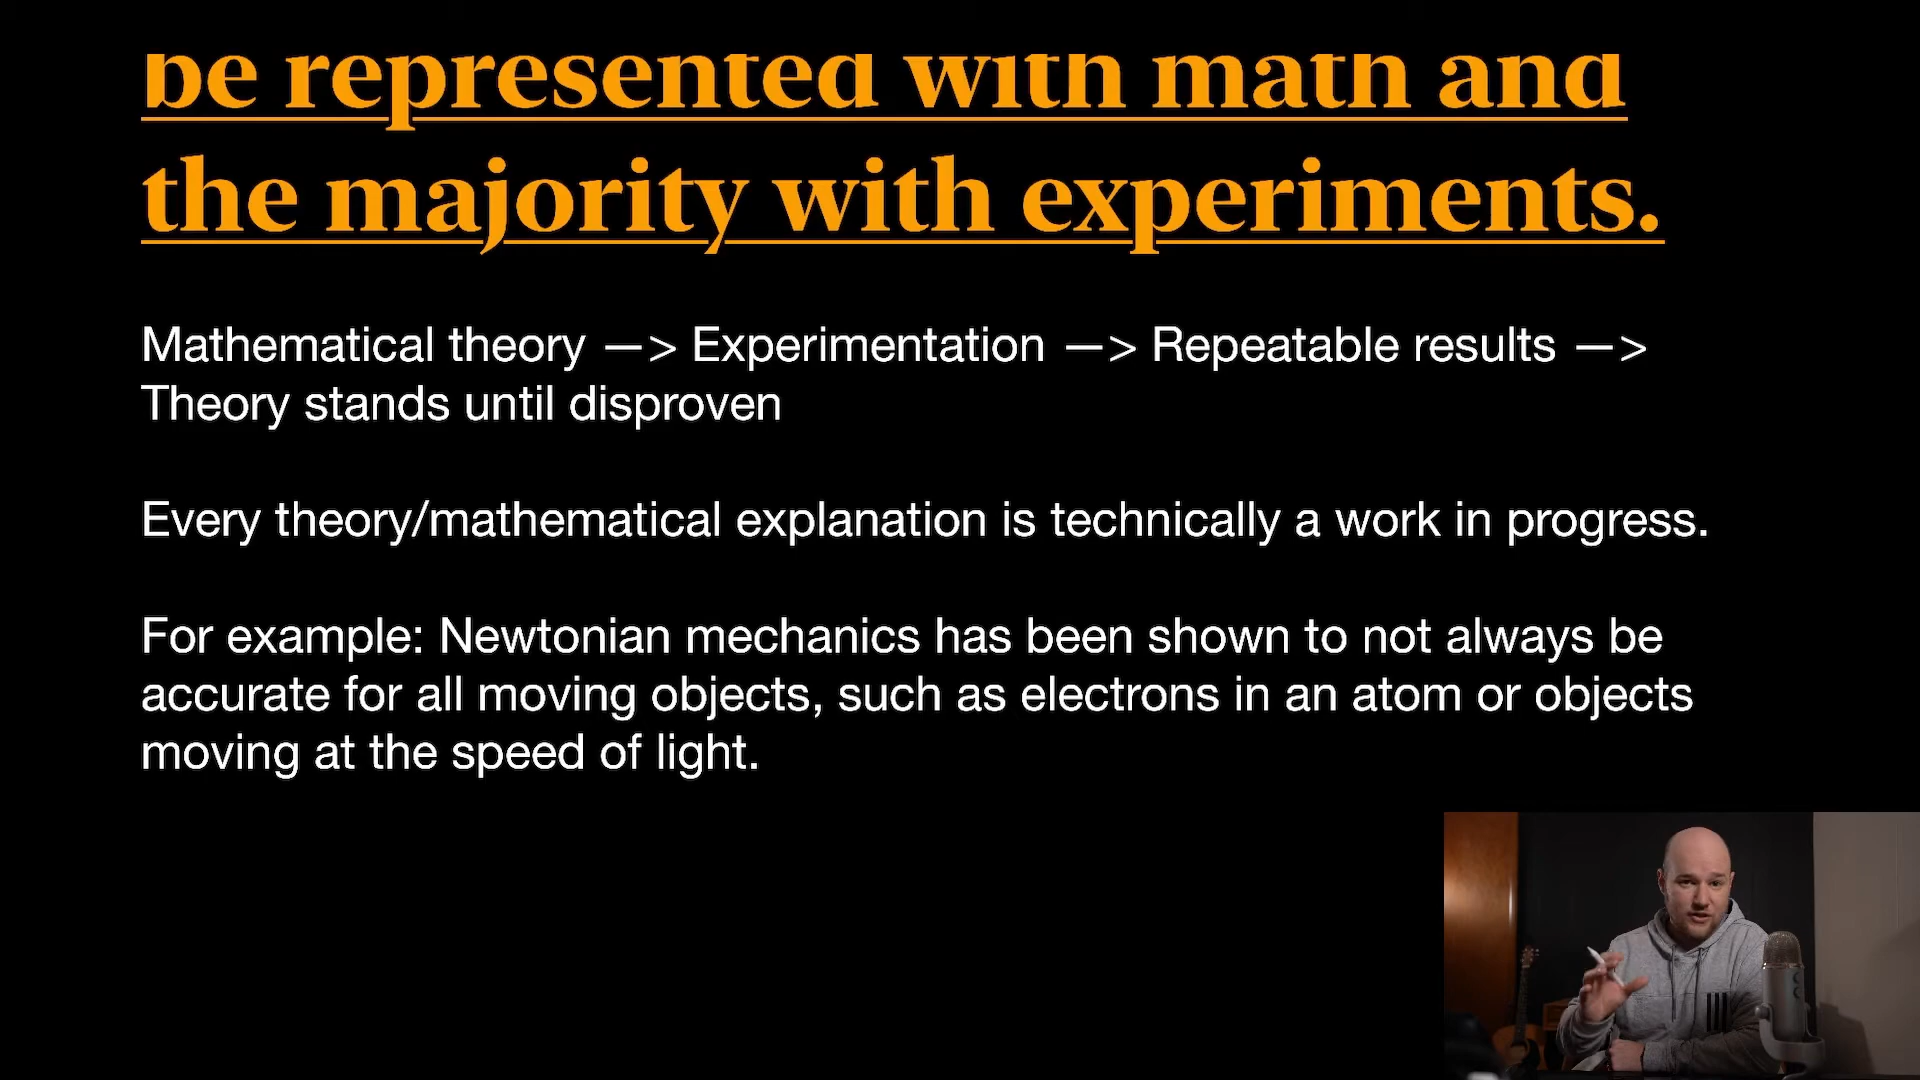 be represented with math and
the majority with experiments.
Mathematical theory —> Experimentation —> Repeatable results —>
Theory stands until disproven
Every theory/mathematical explanation is technically a work in progress.
For example: Newtonian mechanics has been shown to not always be
accurate for all moving objects, such as electrons in an atom or objects
moving at the speed of light.